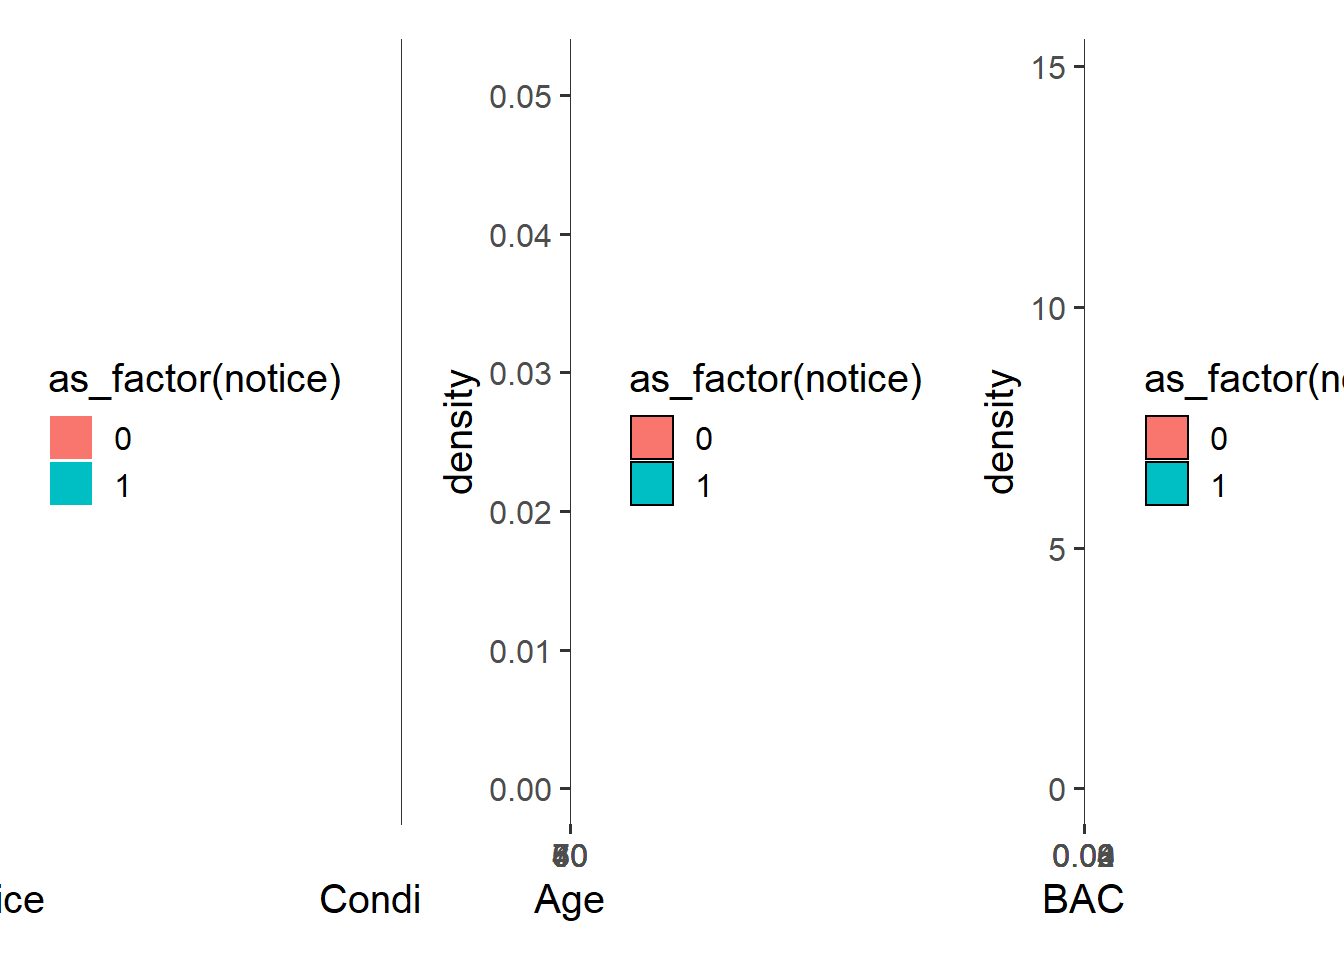 as_factor(notice)
0
1
ice
Condi
density
0.05
0.04
0.03
0.02
0.01
0.00
Age
as_factor(notice)
0
1
density
15
10
5
0
BAC
as_factor(n
0
1